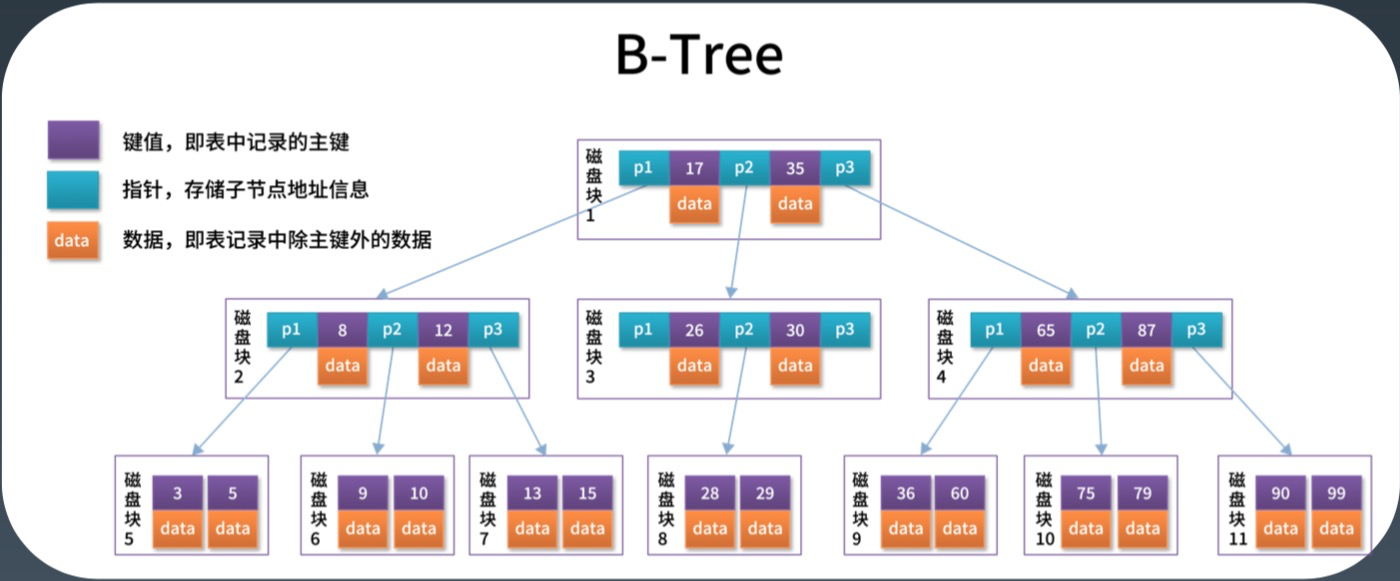 B-Tree
键值，即表中记录的主键
指针，存储子节点地址信息
data 数据，即表记录中除主键外的数据
磁盘块1
p1 17 p2 35 p3
data data
磁盘块2
p1 8 p2 12 p3
data data
磁盘块3
p1 26 p2 30 p3
data data
磁盘块4
p1 65 p2 87 p3
data data
磁盘块5
3 5
data data
磁盘块6
9 10
data data
磁盘块7
13 15
data data
磁盘块8
28 29
data data
磁盘块9
36 60
data data
磁盘块10
75 79
data data
磁盘块11
90 99
data data